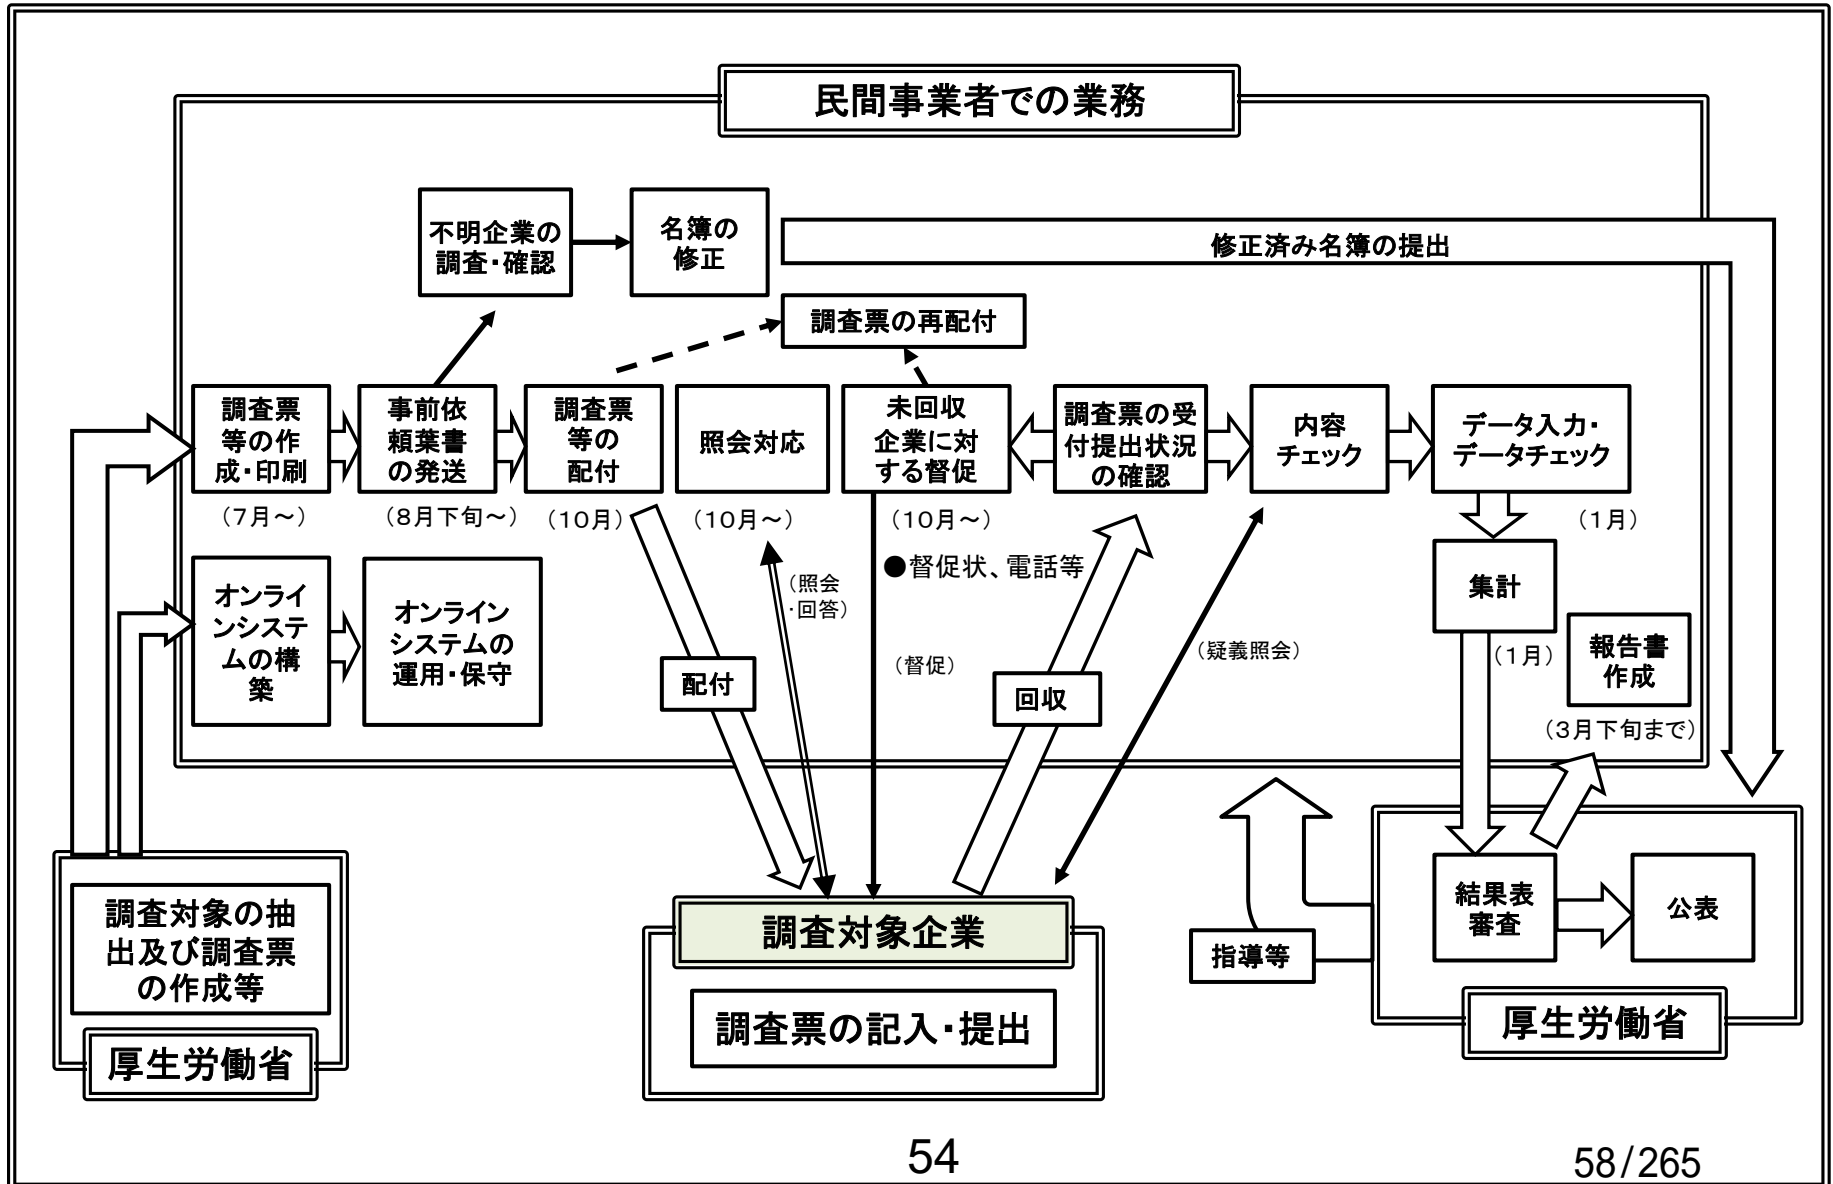 民間事業者での業務
不明企業の
調査・確認
名簿の
修正
修正済み名簿の提出
調査票の再配付
調査票
等の作
成・印刷
(7月～)
事前依
頼葉書
の発送
(8月下旬～)
調査票
等の
配付
(10月)
照会対応
(10月～)
未回収
企業に対
する督促
(10月～)
調査票の受
付提出状況
の確認
内容
チェック
データ入力・
データチェック
(1月)
●督促状、電話等
オンライ
ンシステ
ムの構
築
オンライン
システムの
運用・保守
(照会
・回答)
配付
(督促)
回収
(疑義照会)
集計
(1月)
報告書
作成
(3月下旬まで)
調査対象の抽
出及び調査票
の作成等
厚生労働省
調査対象企業
調査票の記入・提出
指導等
結果表
審査
公表
厚生労働省
54
58/265